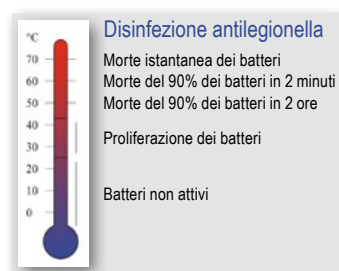 Disinfezione antilegionella
°C
70
Morte istantanea dei batteri
60
Morte del 90% dei batteri in 2 minuti
50
Morte del 90% dei batteri in 2 ore
40
30
Proliferazione dei batteri
20
10
Batteri non attivi
0